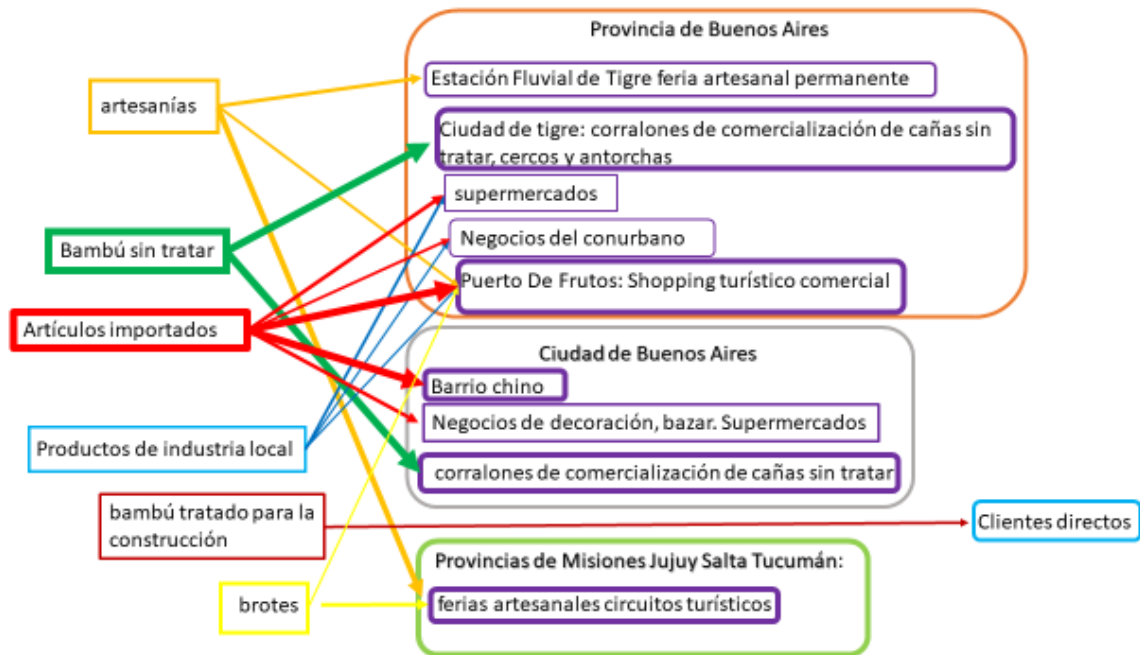 Provincia de Buenos Aires
Estación Fluvial de Tigre feria artesanal permanente
artesanías
Ciudad de tigre: corralones de comercialización de cañas sin
tratar, cercos y antorchas
supermercados
Bambú sin tratar
Negocios del conurbano
Puerto De Frutos: Shopping turístico comercial
Artículos importados
Ciudad de Buenos Aires
Barrio chino
Negocios de decoración, bazar. Supermercados
Productos de industria local
corralones de comercialización de cañas sin tratar
bambú tratado para la
construcción
Clientes directos
Provincias de Misiones Jujuy Salta Tucumán:
brotes
ferias artesanales circuitos turísticos